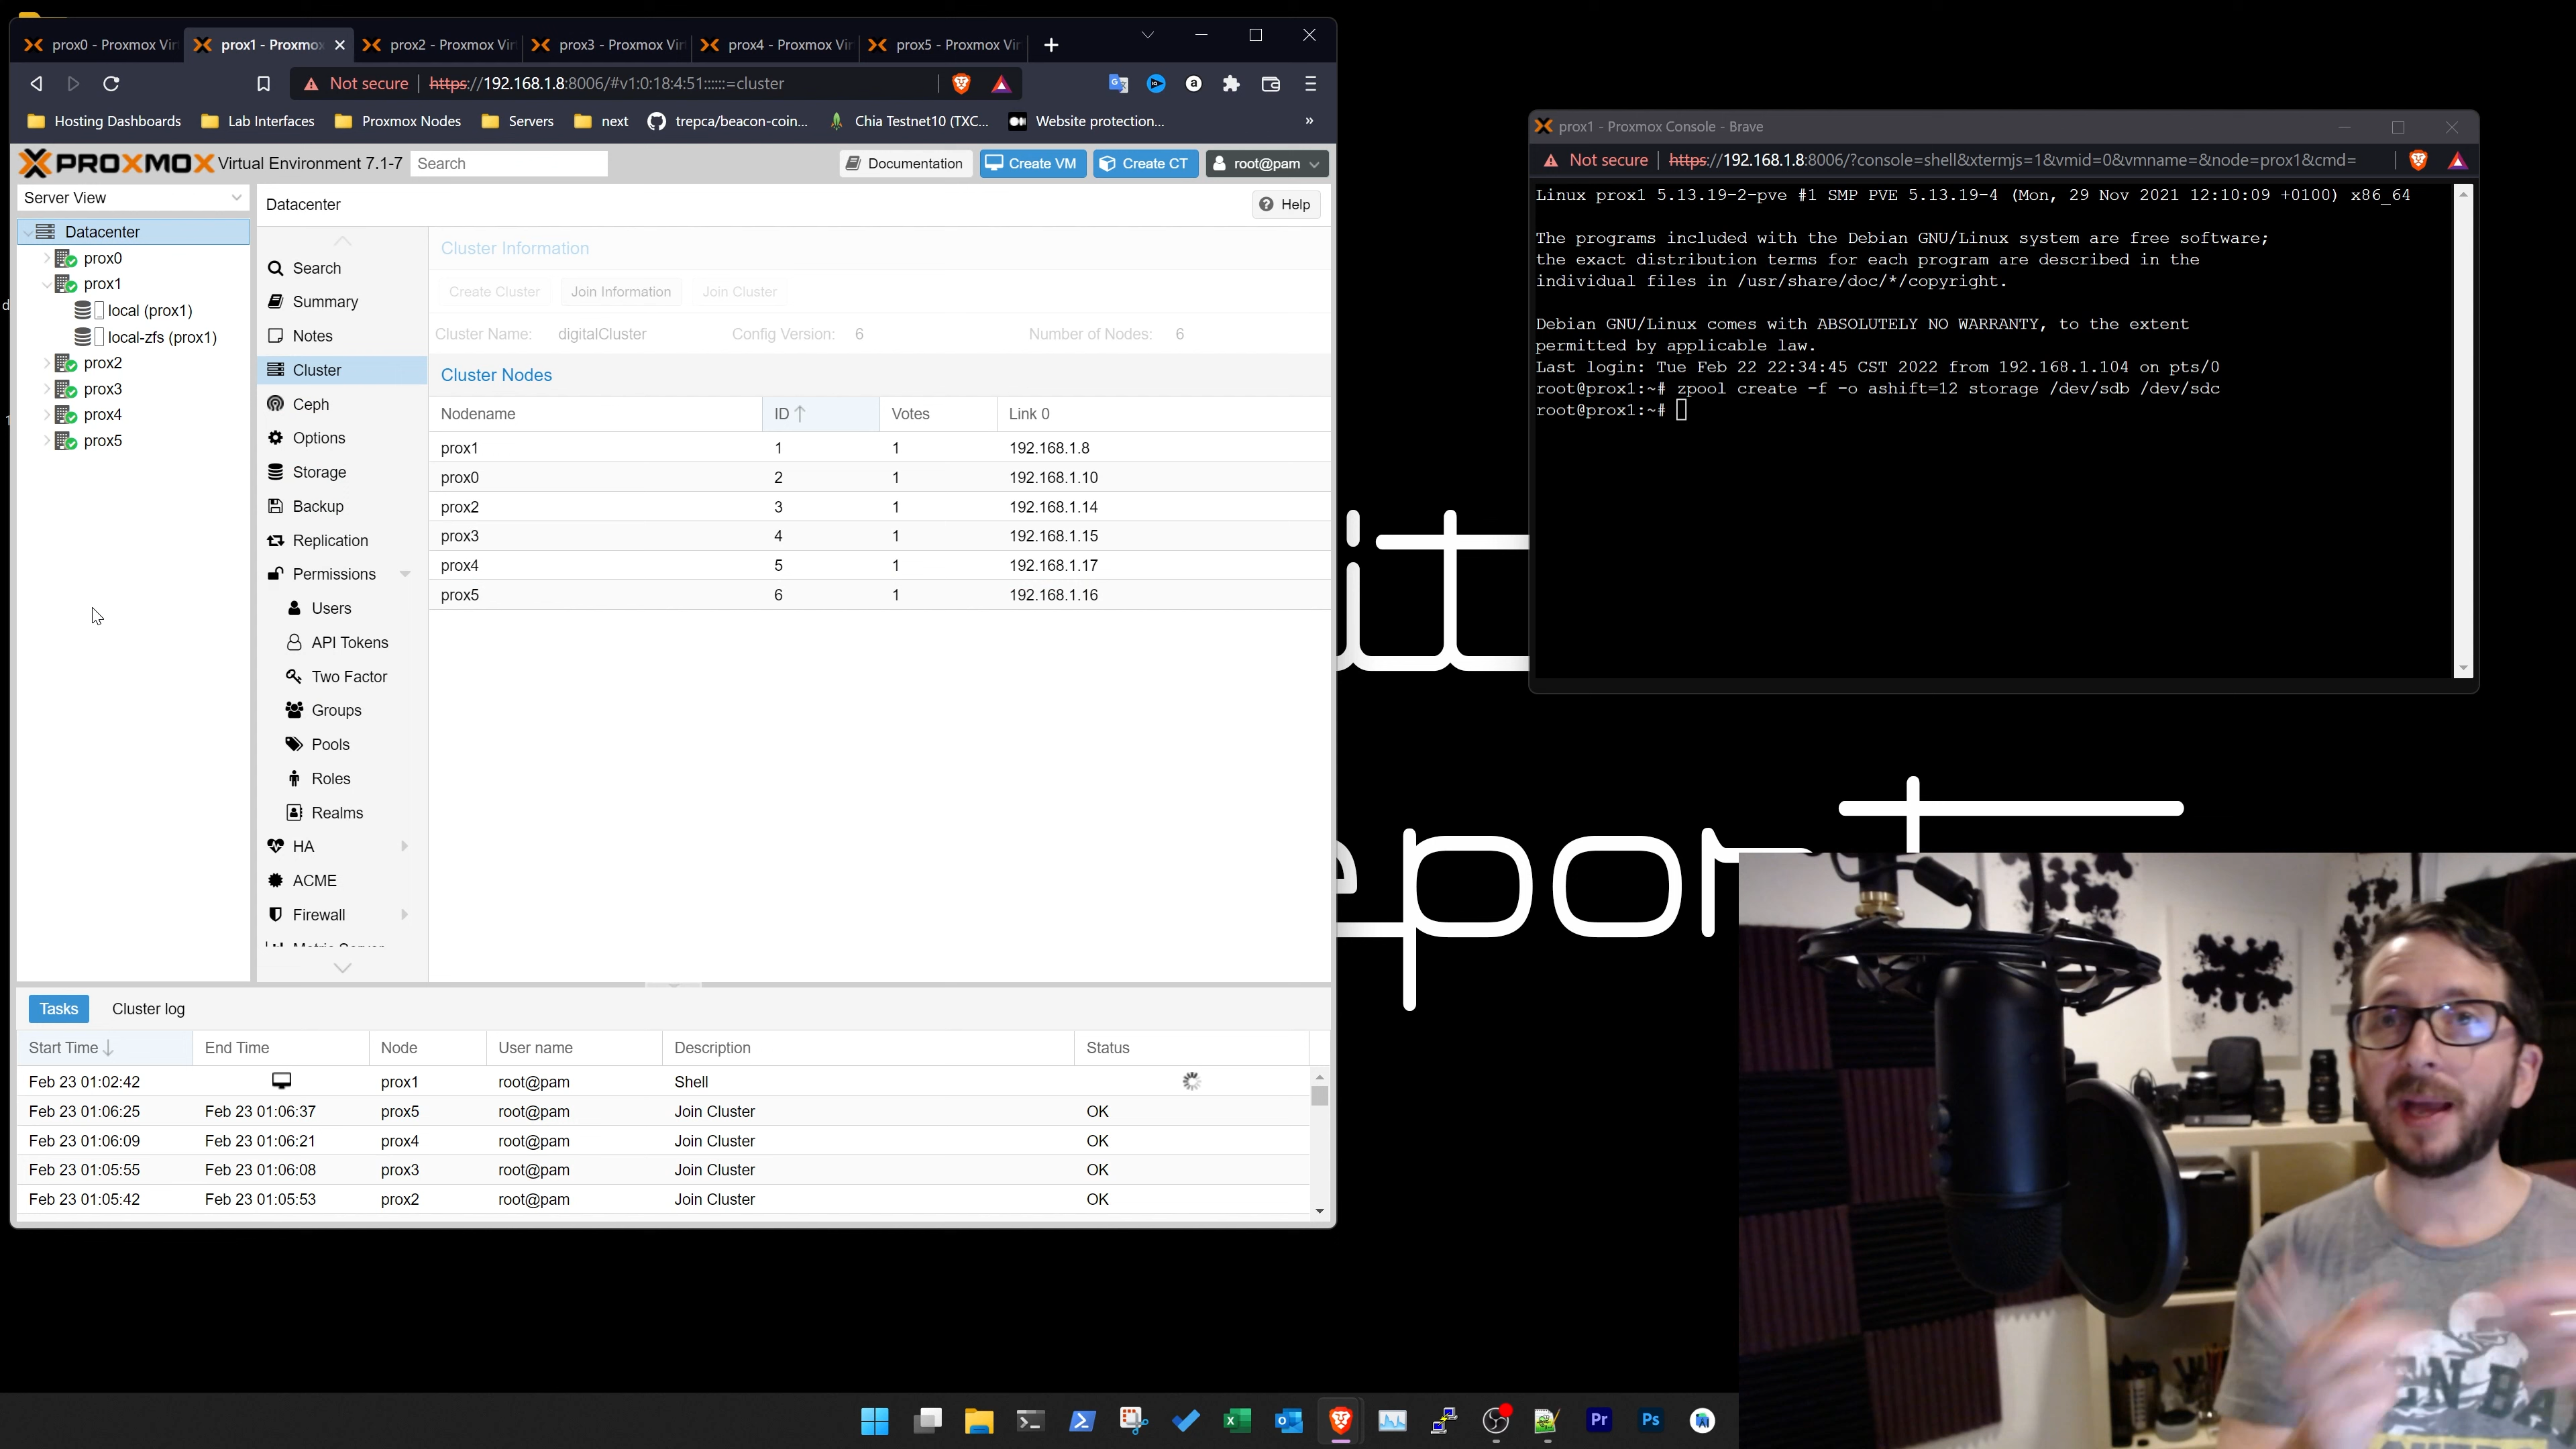 prox0 - Proxmox Vir
prox1 - Proxmo
prox2 - Proxmox Vir
prox3 - Proxmox Vir
prox4 - Proxmox Vir
prox5 - Proxmox Vir
Not secure
https://192.168.1.8:8006/#v1:0:18:4:51::::::=cluster
Hosting Dashboards
Lab Interfaces
Proxmox Nodes
Servers
next
trepca/beacon-coin...
Chia Testnet10 (TXC...
Website protection...
»
PROXMOX Virtual Environment 7.1-7
Search
Documentation
Create VM
Create CT
root@pam
Server View
Datacenter
prox0
prox1
local (prox1)
local-zfs (prox1)
prox2
prox3
prox4
prox5
Datacenter
Help
Search
Summary
Notes
Cluster
Ceph
Options
Storage
Backup
Replication
Permissions
Users
API Tokens
Two Factor
Groups
Pools
Roles
Realms
HA
ACME
Firewall
Cluster Information
Create Cluster
Join Information
Join Cluster
Cluster Name: digitalCluster Config Version: 6 Number of Nodes: 6
Cluster Nodes
Nodename ID Votes Link 0
prox1 1 1 192.168.1.8
prox0 2 1 192.168.1.10
prox2 3 1 192.168.1.14
prox3 4 1 192.168.1.15
prox4 5 1 192.168.1.17
prox5 6 1 192.168.1.16
Tasks
Cluster log
Start Time End Time Node User name Description Status
Feb 23 01:02:42 prox1 root@pam Shell
Feb 23 01:06:25 Feb 23 01:06:37 prox5 root@pam Join Cluster OK
Feb 23 01:06:09 Feb 23 01:06:21 prox4 root@pam Join Cluster OK
Feb 23 01:05:55 Feb 23 01:06:08 prox3 root@pam Join Cluster OK
Feb 23 01:05:42 Feb 23 01:05:53 prox2 root@pam Join Cluster OK
prox1 - Proxmox Console - Brave
Not secure
https://192.168.1.8:8006/?console=shell&xtermjs=1&vmid=0&vmname=&node=prox1&cmd=
Linux prox1 5.13.19-2-pve #1 SMP PVE 5.13.19-4 (Mon, 29 Nov 2021 12:10:09 +0100) x86_64
The programs included with the Debian GNU/Linux system are free software;
the exact distribution terms for each program are described in the
individual files in /usr/share/doc/*/copyright.
Debian GNU/Linux comes with ABSOLUTELY NO WARRANTY, to the extent
permitted by applicable law.
Last login: Tue Feb 22 22:34:45 CST 2022 from 192.168.1.104 on pts/0
root@prox1:~# zpool create -f -o ashift=12 storage /dev/sdb /dev/sdc
root@prox1:~#
it
eport
Pr
Ps